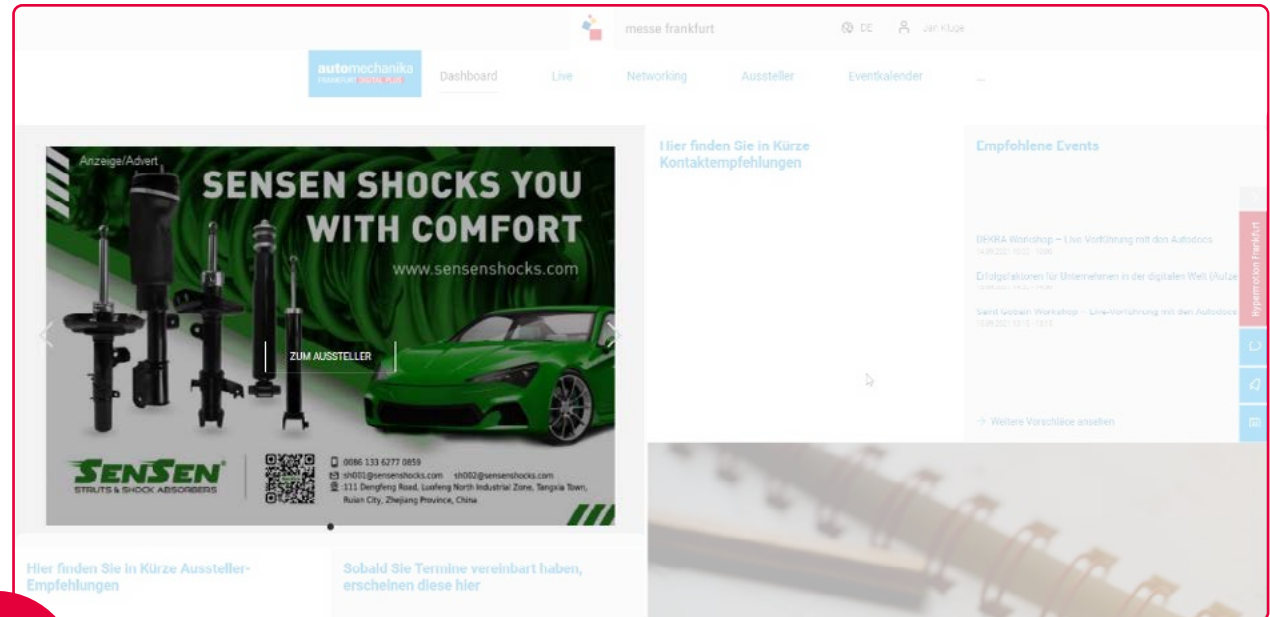 messe frankfurt
DE
Jan Kluge
automechanika
FRANKFURT DIGITAL PLUS
Dashboard
Live
Networking
Aussteller
Eventkalender
...
Anzeige/Advert
SENSEN SHOCKS YOU
WITH COMFORT
www.sensenshocks.com
ZUM AUSSTELLER
SENSEN
STRUTS & SHOCK ABSORBERS
0086 133 6277 0859
sh001@sensenshocks.com sh002@sensenshocks.com
:111 Dengfeng Road, Luofeng North Industrial Zone, Tangxia Town,
Ruian City, Zhejiang Province, China
Hier finden Sie in Kürze
Kontaktempfehlungen
Empfohlene Events
DEKRA Workshop – Live-Vorführung mit den Autodocs
Erfolgsfaktoren für Unternehmen in der digitalen Welt
Saint Gobain Workshop – Live-Vorführung mit den Autodocs
→ Weitere Vorschläge ansehen
Hypermotion Frankfurt
Hier finden Sie in Kürze Aussteller-
Empfehlungen
Sobald Sie Termine vereinbart haben,
erscheinen diese hier